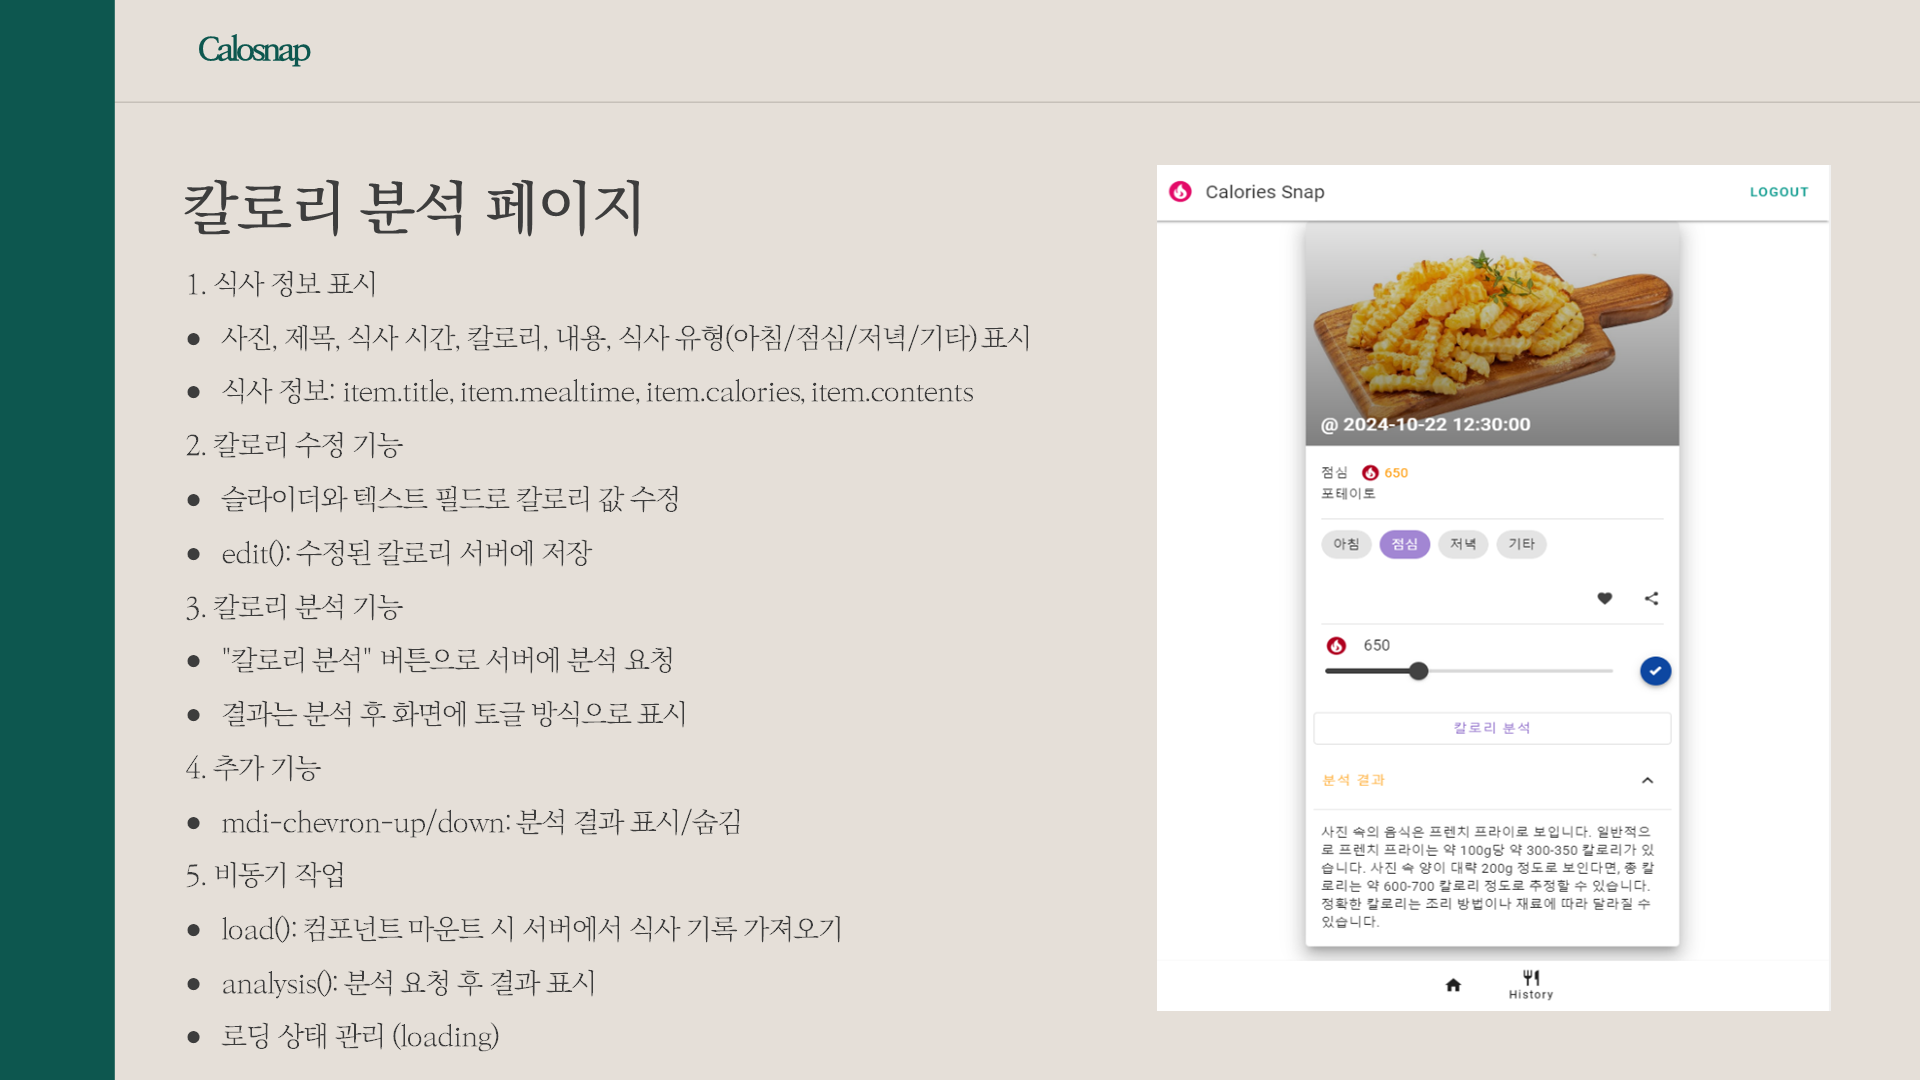 Calosnap
칼로리 분석 페이지
1. 식사 정보 표시
● 사진, 제목, 식사 시간, 칼로리, 내용, 식사 유형(아침/점심/저녁/기타) 표시
● 식사 정보: item.title, item.mealtime, item.calories, item.contents
2. 칼로리 수정 기능
● 슬라이더와 텍스트 필드로 칼로리 값 수정
● edit(): 수정된 칼로리 서버에 저장
3. 칼로리 분석 기능
● "칼로리 분석" 버튼으로 서버에 분석 요청
● 결과는 분석 후 화면에 토글 방식으로 표시
4. 추가 기능
● mdi-chevron-up/down: 분석 결과 표시/숨김
5. 비동기 작업
● load(): 컴포넌트 마운트 시 서버에서 식사 기록 가져오기
● analysis(): 분석 요청 후 결과 표시
● 로딩 상태 관리 (loading)
Calories Snap
LOGOUT
@ 2024-10-22 12:30:00
점심 650
포테이토
아침 점심 저녁 기타
650
칼로리 분석
분석 결과
사진 속의 음식은 프렌치 프라이로 보입니다. 일반적으
로 프렌치 프라이는 약 100g당 약 300-350 칼로리가 있
습니다. 사진 속 양이 대략 200g 정도로 보인다면, 총 칼
로리는 약 600-700 칼로리 정도로 추정할 수 있습니다.
정확한 칼로리는 조리 방법이나 재료에 따라 달라질 수
있습니다.
History